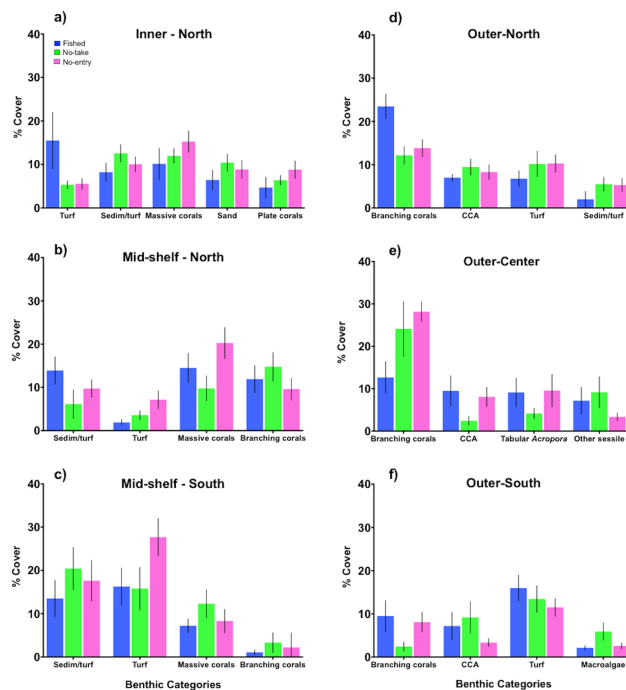 a)
Inner - North
Fished
No-take
No-entry
% Cover
40
30
20
10
0
Turf Sedim/turf Massive corals Sand Plate corals
d)
Outer-North
% Cover
40
30
20
10
0
Branching corals CCA Turf Sedim/turf
b)
Mid-shelf - North
% Cover
40
30
20
10
0
Sedim/turf Turf Massive corals Branching corals
e)
Outer-Center
% Cover
40
30
20
10
0
Branching corals CCA Tabular Acropora Other sessile
c)
Mid-shelf - South
% Cover
40
30
20
10
0
Sedim/turf Turf Massive corals Branching corals
Benthic Categories
f)
Outer-South
% Cover
40
30
20
10
0
Branching corals CCA Turf Macroalgae
Benthic Categories